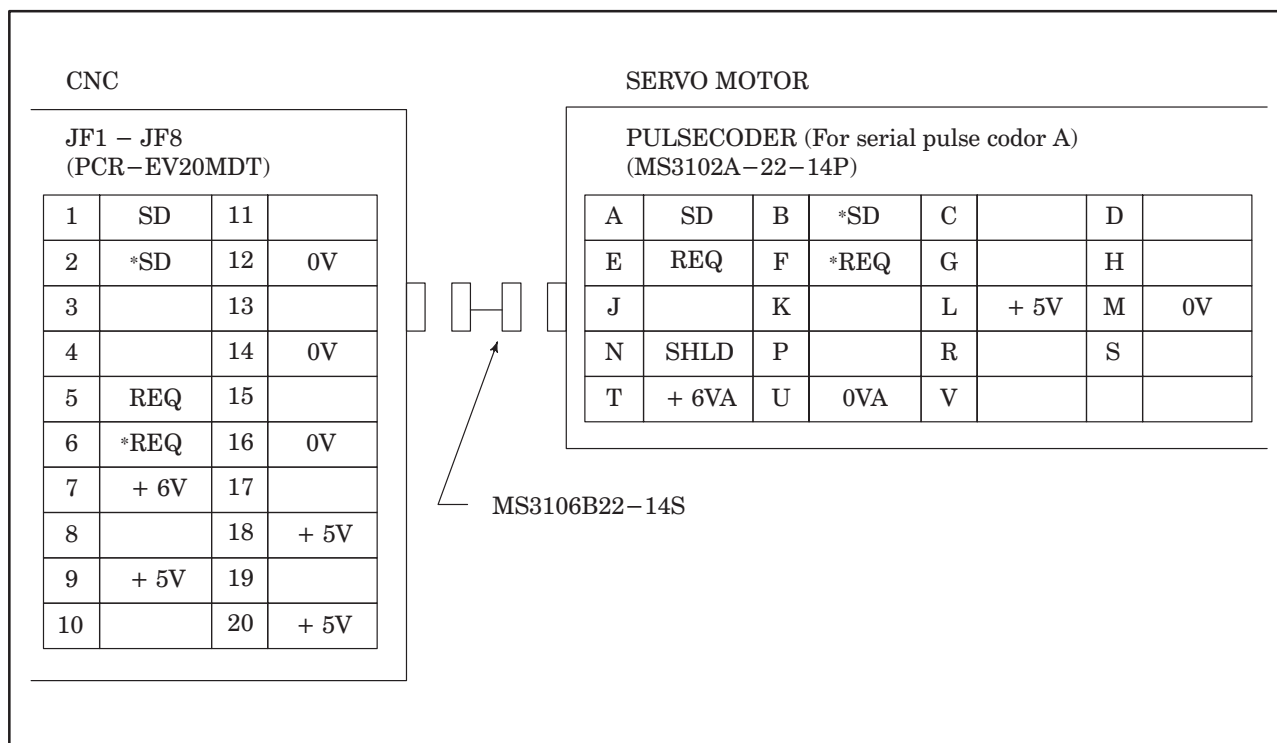 CNC
SERVO MOTOR
JF1 − JF8
(PCR−EV20MDT)
1 SD 11
2 *SD 12 0V
3 13
4 14 0V
5 REQ 15
6 *REQ 16 0V
7 + 6V 17
8 18 + 5V
9 + 5V 19
10 20 + 5V
PULSECODER (For serial pulse codor A)
(MS3102A−22−14P)
A SD B *SD C D
E REQ F *REQ G H
J K L + 5V M 0V
N SHLD P R S
T + 6VA U 0VA V
MS3106B22−14S